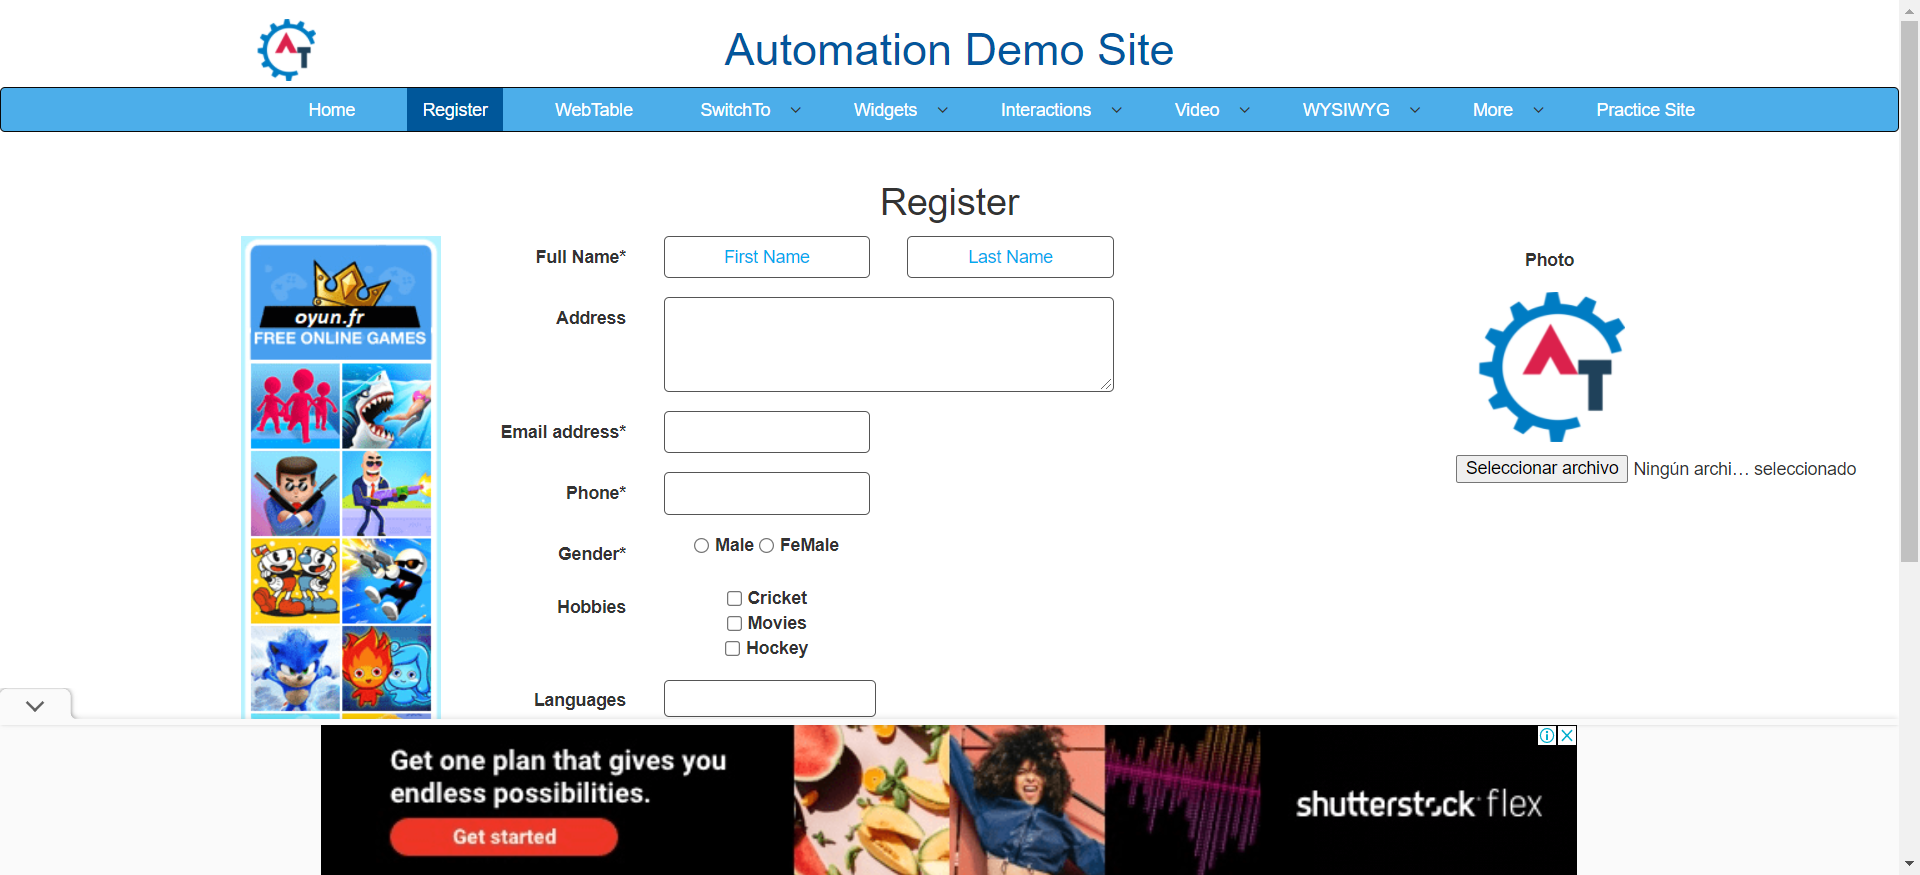 AT
Automation Demo Site
Home Register WebTable SwitchTo Widgets Interactions Video WYSIWYG More Practice Site
Register
oyun.fr
FREE ONLINE GAMES
Full Name* First Name Last Name
Address
Email address*
Phone*
Gender* Male FeMale
Hobbies Cricket
Movies
Hockey
Languages
Photo
AT
Seleccionar archivo Ningún archi… seleccionado
Get one plan that gives you
endless possibilities.
Get started
shutterstock flex